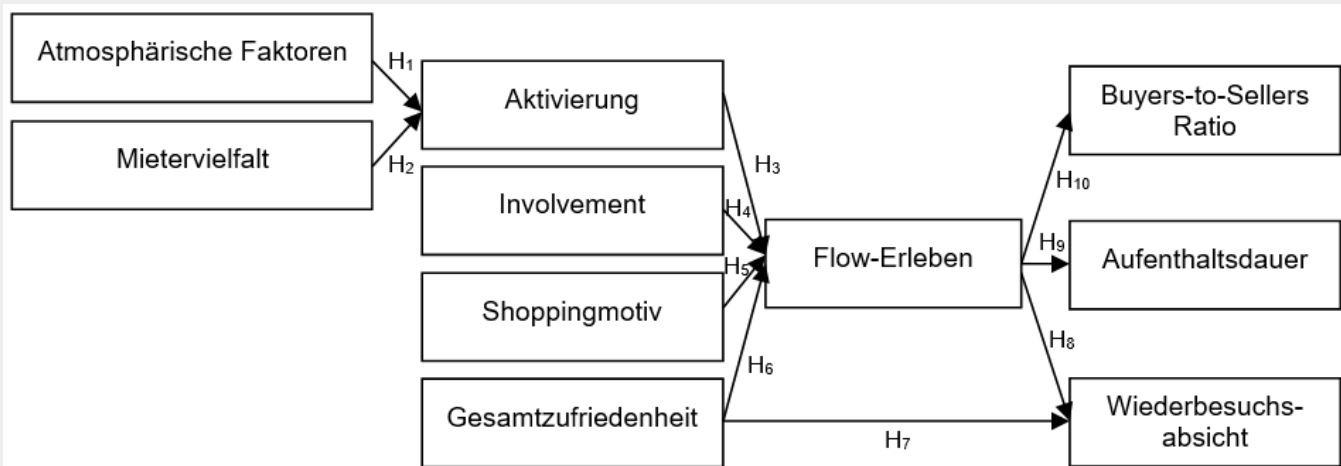 Atmosphärische Faktoren
H1
Mietervielfalt
H2
Aktivierung
H3
Involvement
H4
Shoppingmotiv
H5
Gesamtzufriedenheit
H6
H7
Flow-Erleben
Buyers-to-Sellers
Ratio
H10
Aufenthaltsdauer
H9
H8
Wiederbesuchs-
absicht